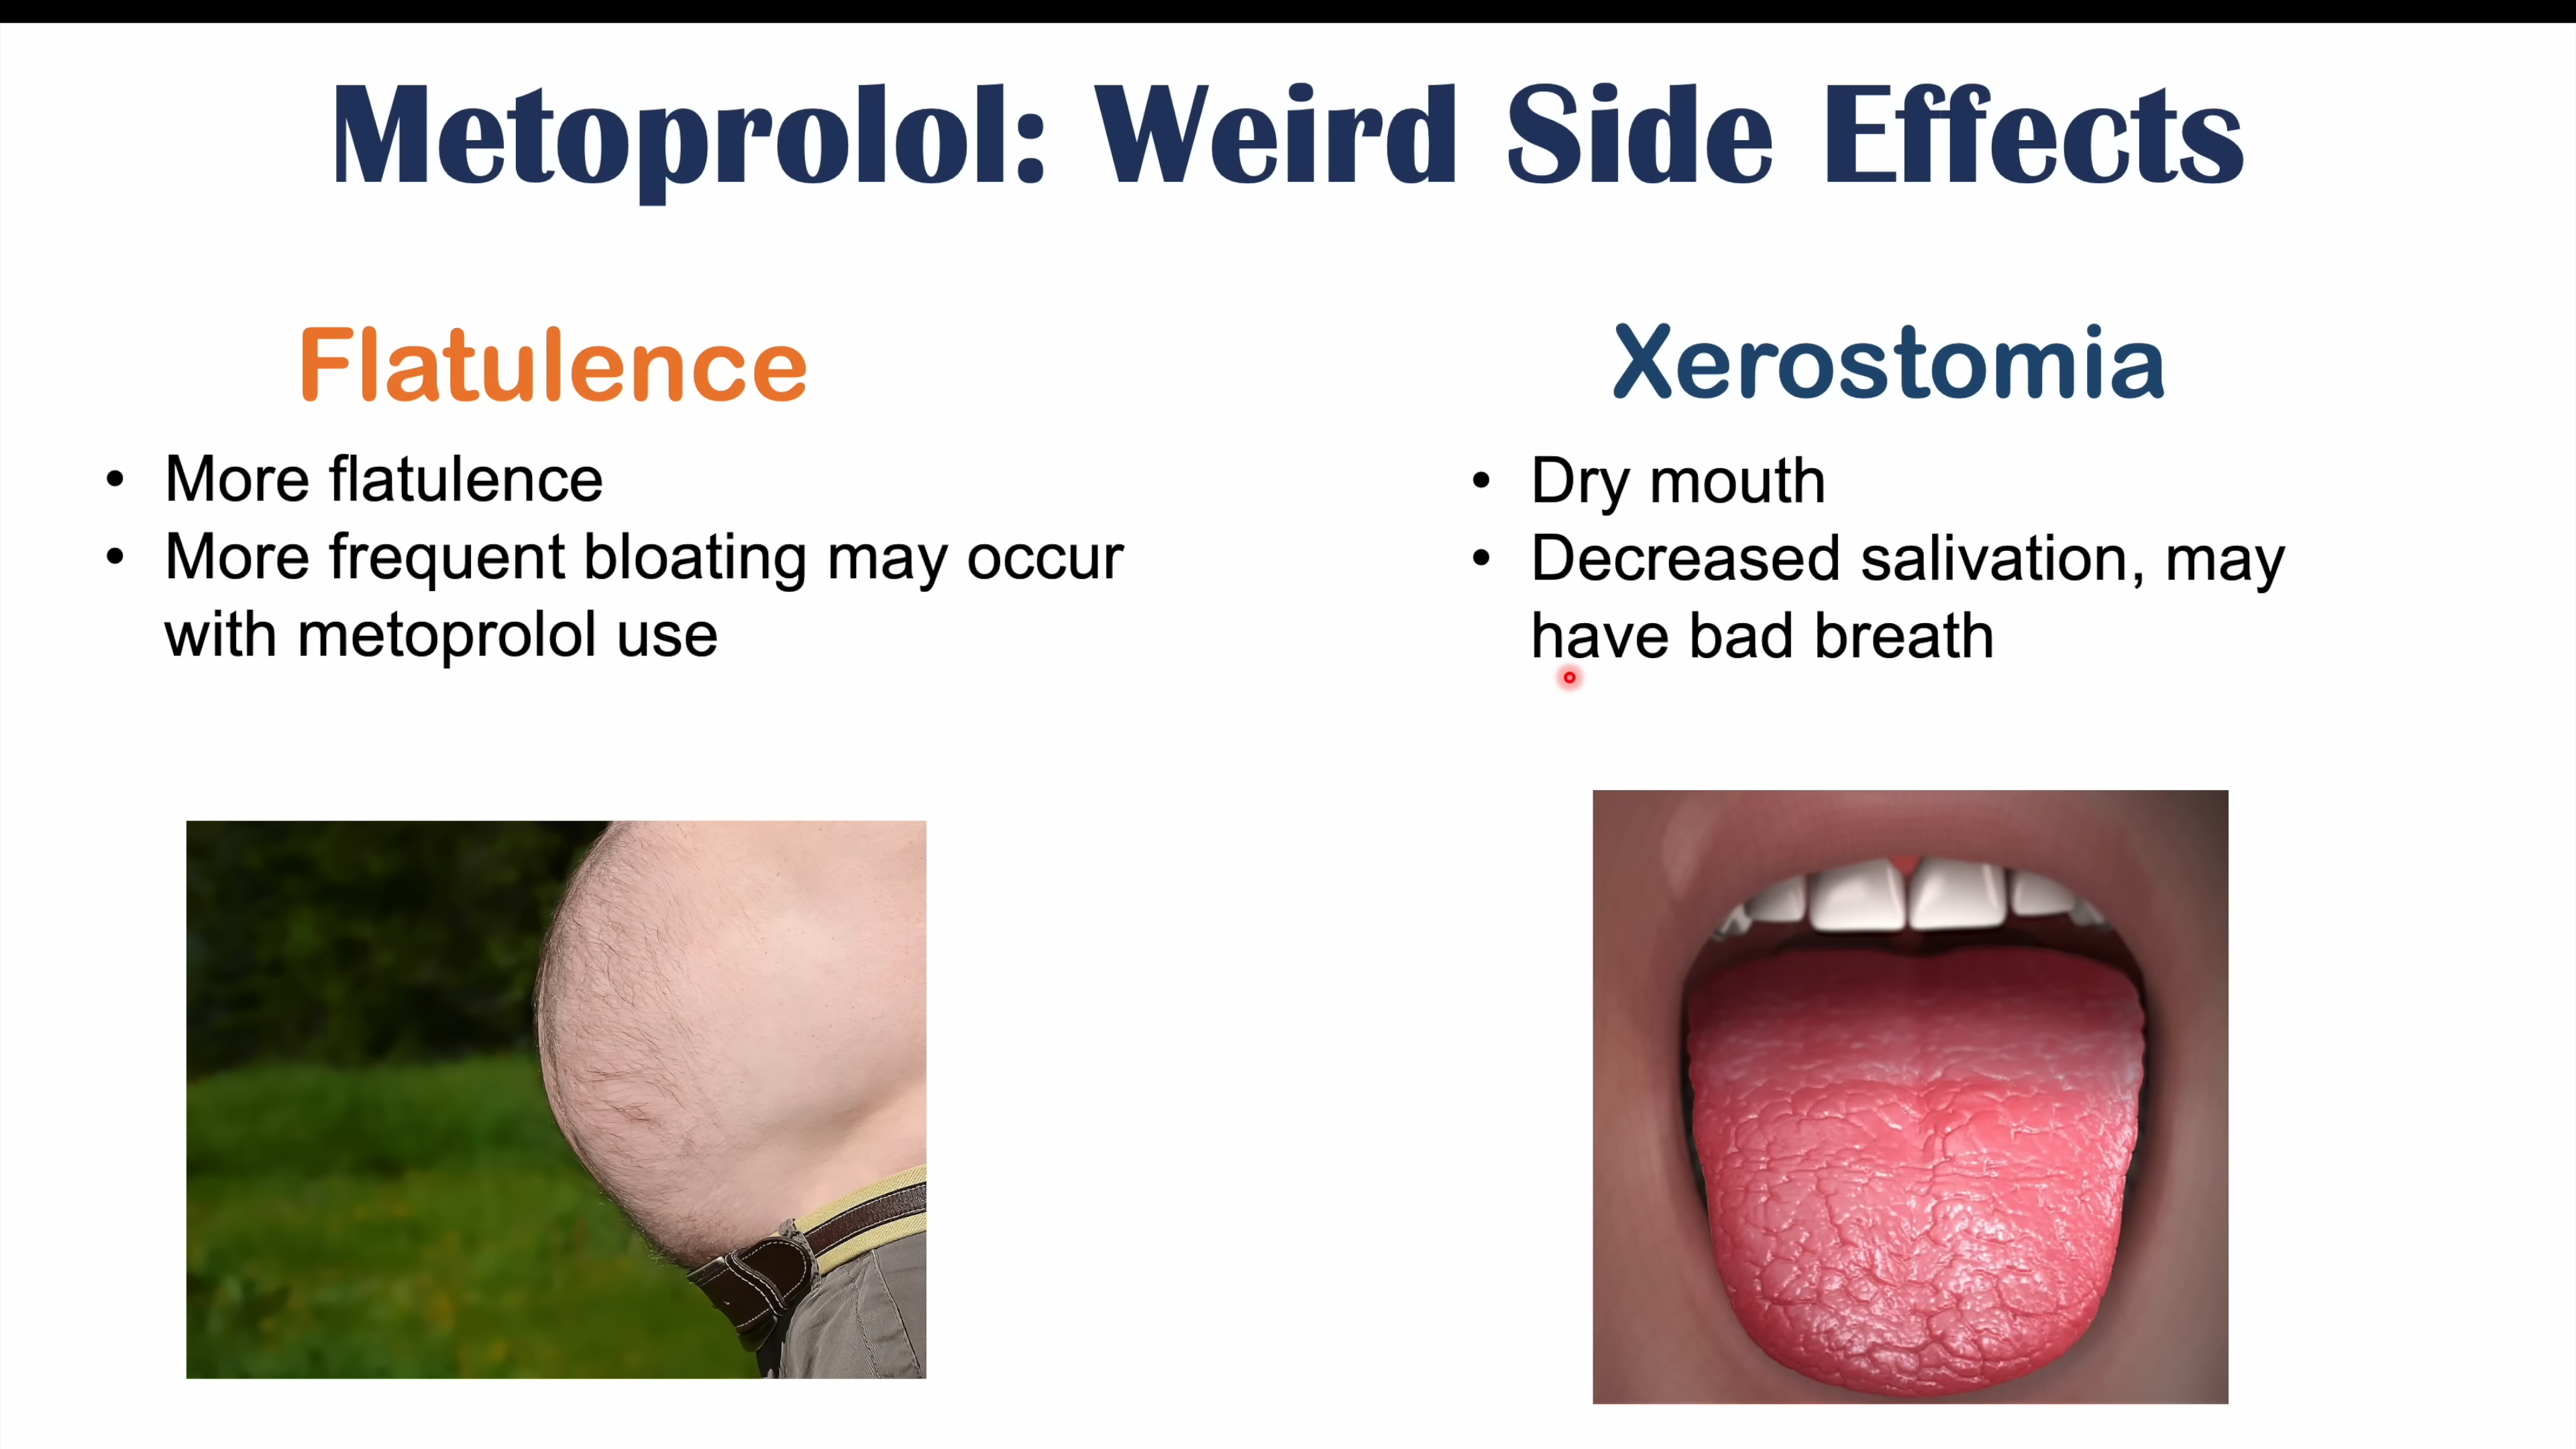 Metoprolol: Weird Side Effects
Flatulence
• More flatulence
• More frequent bloating may occur
with metoprolol use
Xerostomia
• Dry mouth
• Decreased salivation, may
have bad breath